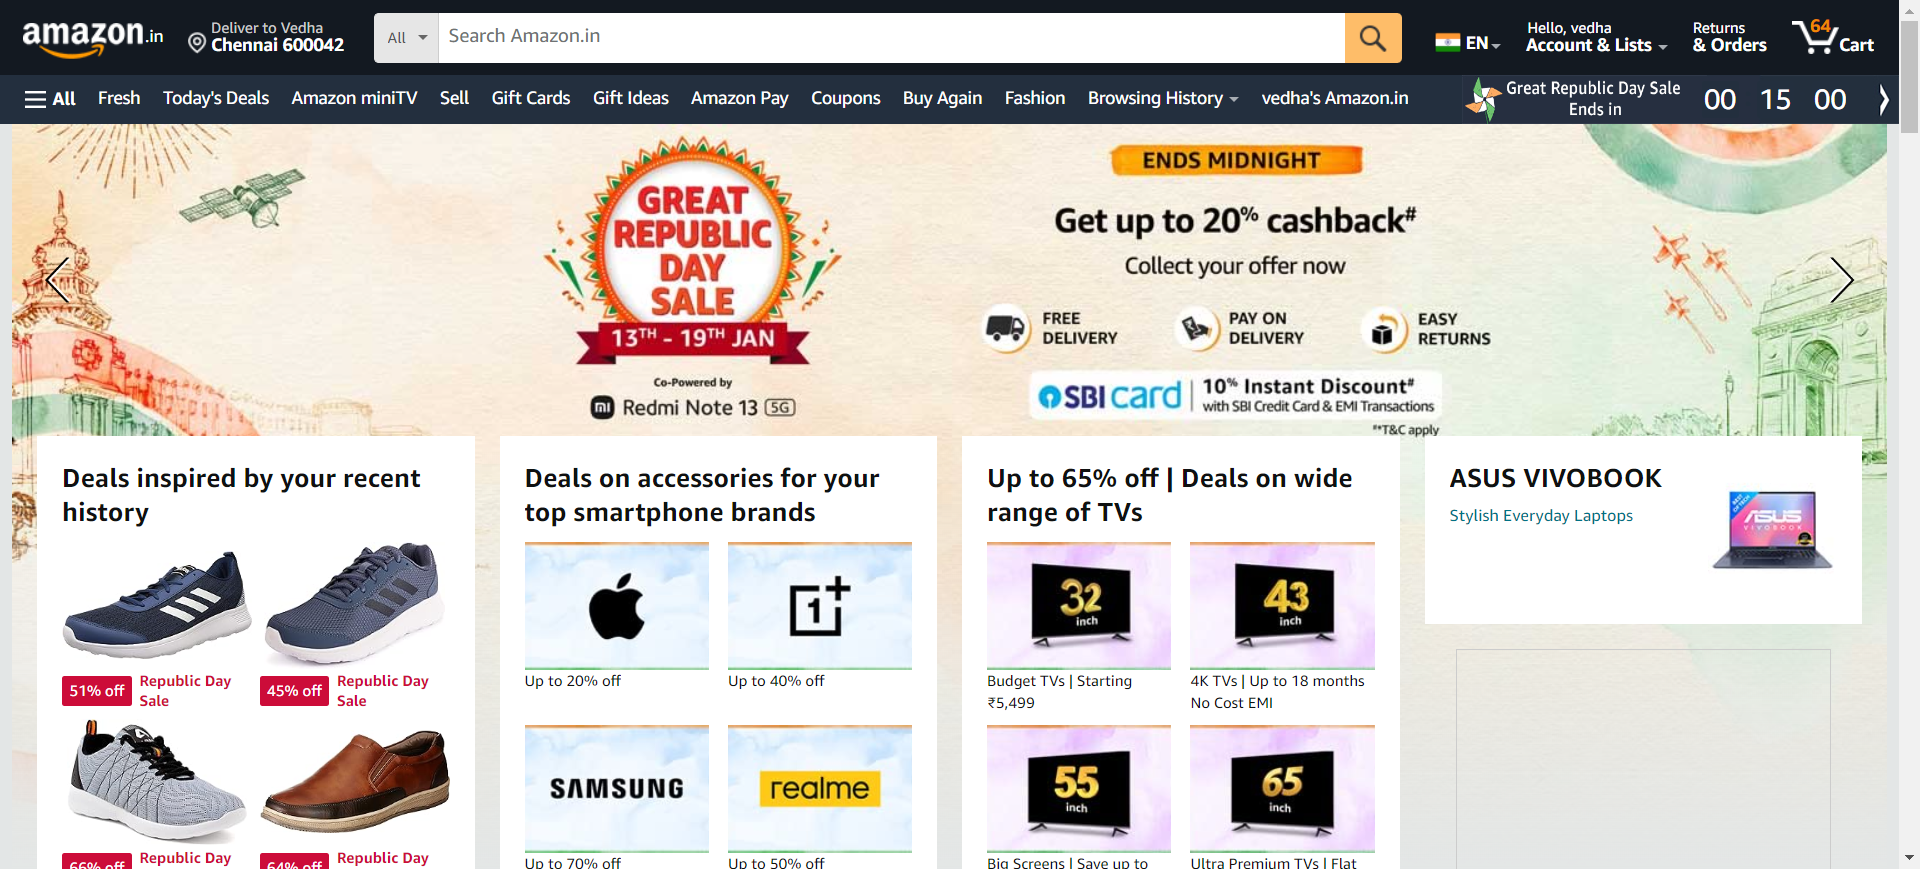 amazon.in
Deliver to Vedha
Chennai 600042
All
Search Amazon.in
EN
Hello, vedha
Account & Lists
Returns
& Orders
64
Cart
All
Fresh
Today's Deals
Amazon miniTV
Sell
Gift Cards
Gift Ideas
Amazon Pay
Coupons
Buy Again
Fashion
Browsing History
vedha's Amazon.in
Great Republic Day Sale
Ends in
00 15 00
GREAT
REPUBLIC
DAY
SALE
13TH - 19TH JAN
Co-Powered by
mi Redmi Note 13 5G
ENDS MIDNIGHT
Get up to 20% cashback#
Collect your offer now
FREE
DELIVERY
PAY ON
DELIVERY
EASY
RETURNS
SBI card
10% Instant Discount#
with SBI Credit Card & EMI Transactions
#*T&C apply
Deals inspired by your recent
history
51% off
Republic Day
Sale
45% off
Republic Day
Sale
66% off
Republic Day
64% off
Republic Day
Deals on accessories for your
top smartphone brands
1+
Up to 20% off
Up to 40% off
SAMSUNG
realme
Up to 70% off
Up to 50% off
Up to 65% off | Deals on wide
range of TVs
32
inch
43
inch
Budget TVs | Starting
₹5,499
4K TVs | Up to 18 months
No Cost EMI
55
inch
65
inch
Big Screens | Save up to
Ultra Premium TVs | Flat
ASUS VIVOBOOK
Stylish Everyday Laptops
ASUS
VIVOBOOK